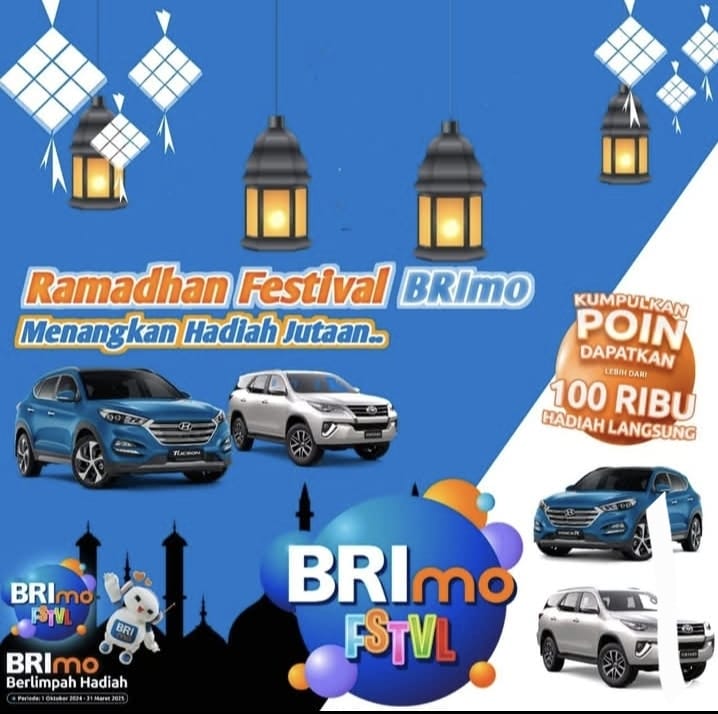 Ramadhan Festival BRImo
Menangkan Hadiah Jutaan..
KUMPULKAN
POIN
DAPATKAN
LEBIH DARI
100 RIBU
HADIAH LANGSUNG
TUCSON
BRImo
FSTVL
BRImo
FSTVL
BRI
BRImo
Berlimpah Hadiah
Periode: 1 Oktober 2024 - 31 Maret 2025